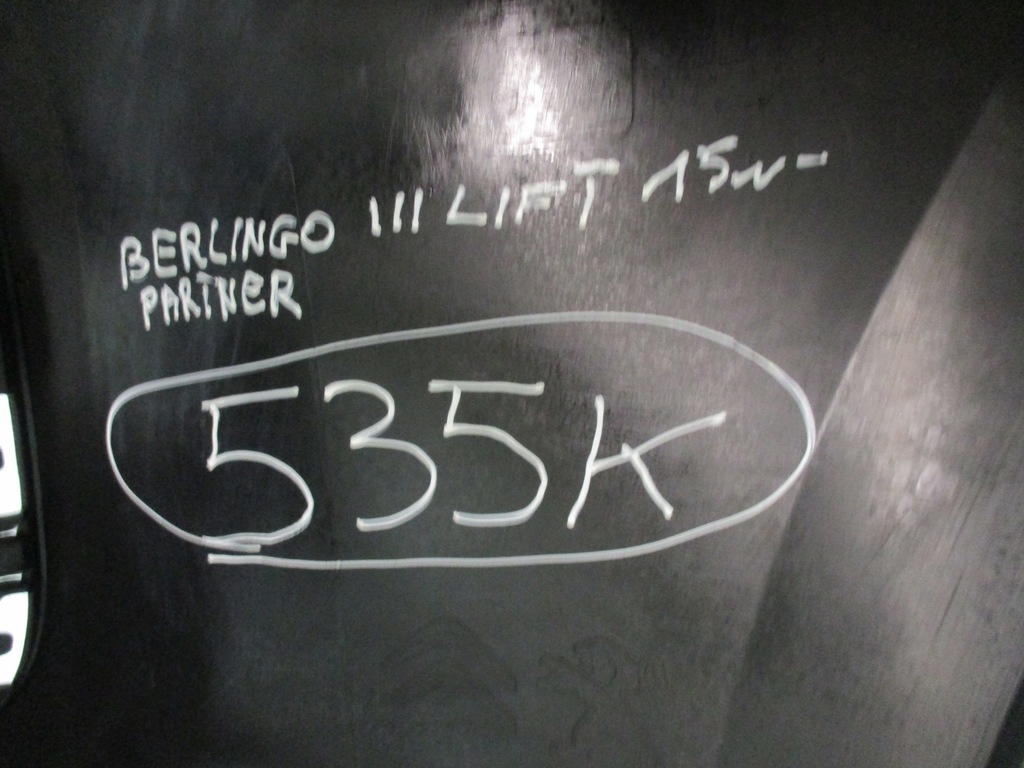 BERLINGO III LIFT 15r-
PARTNER
535K